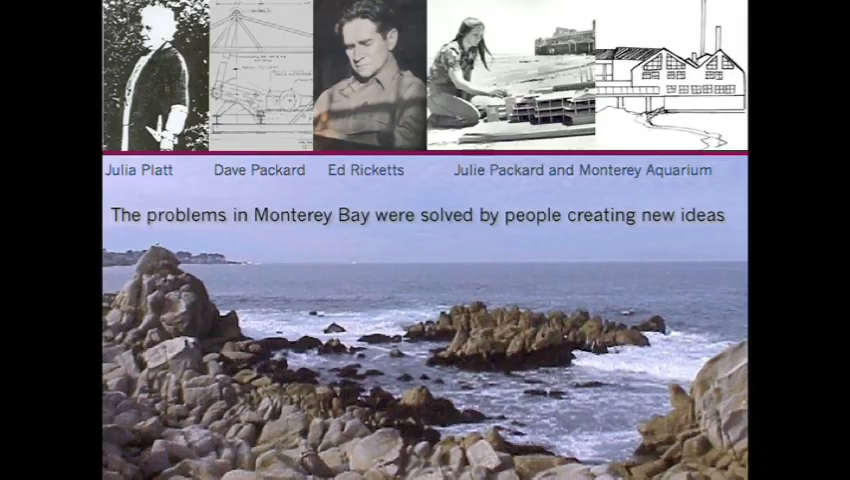 Julia Platt Dave Packard Ed Ricketts Julie Packard and Monterey Aquarium
The problems in Monterey Bay were solved by people creating new ideas